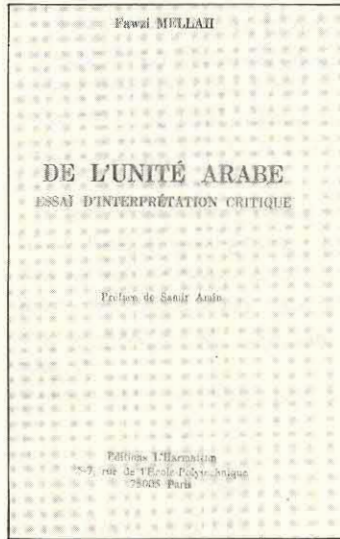 Fawzi MELLAH
DE L'UNITÉ ARABE
ESSAI D'INTERPRÉTATION CRITIQUE
Préface de Samir Amin
Éditions L'Harmattan
5-7, rue de l'École-Polytechnique
75005 Paris